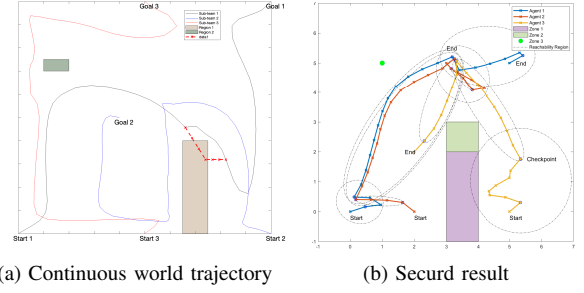 Goal 3
Goal 1
Sub-team 1
Sub-team 2
Sub-team 3
Region 1
Region 2
data1
Goal 2
Start 1
Start 3
Start 2
(a) Continuous world trajectory
8
7
6
5
4
3
2
1
0
-1
-1
0
1
2
3
4
5
6
7
Agent 1
Agent 2
Agent 3
Zone 1
Zone 2
Zone 3
Reachability Region
End
End
End
Checkpoint
Start
Start
Start
(b) Securd result